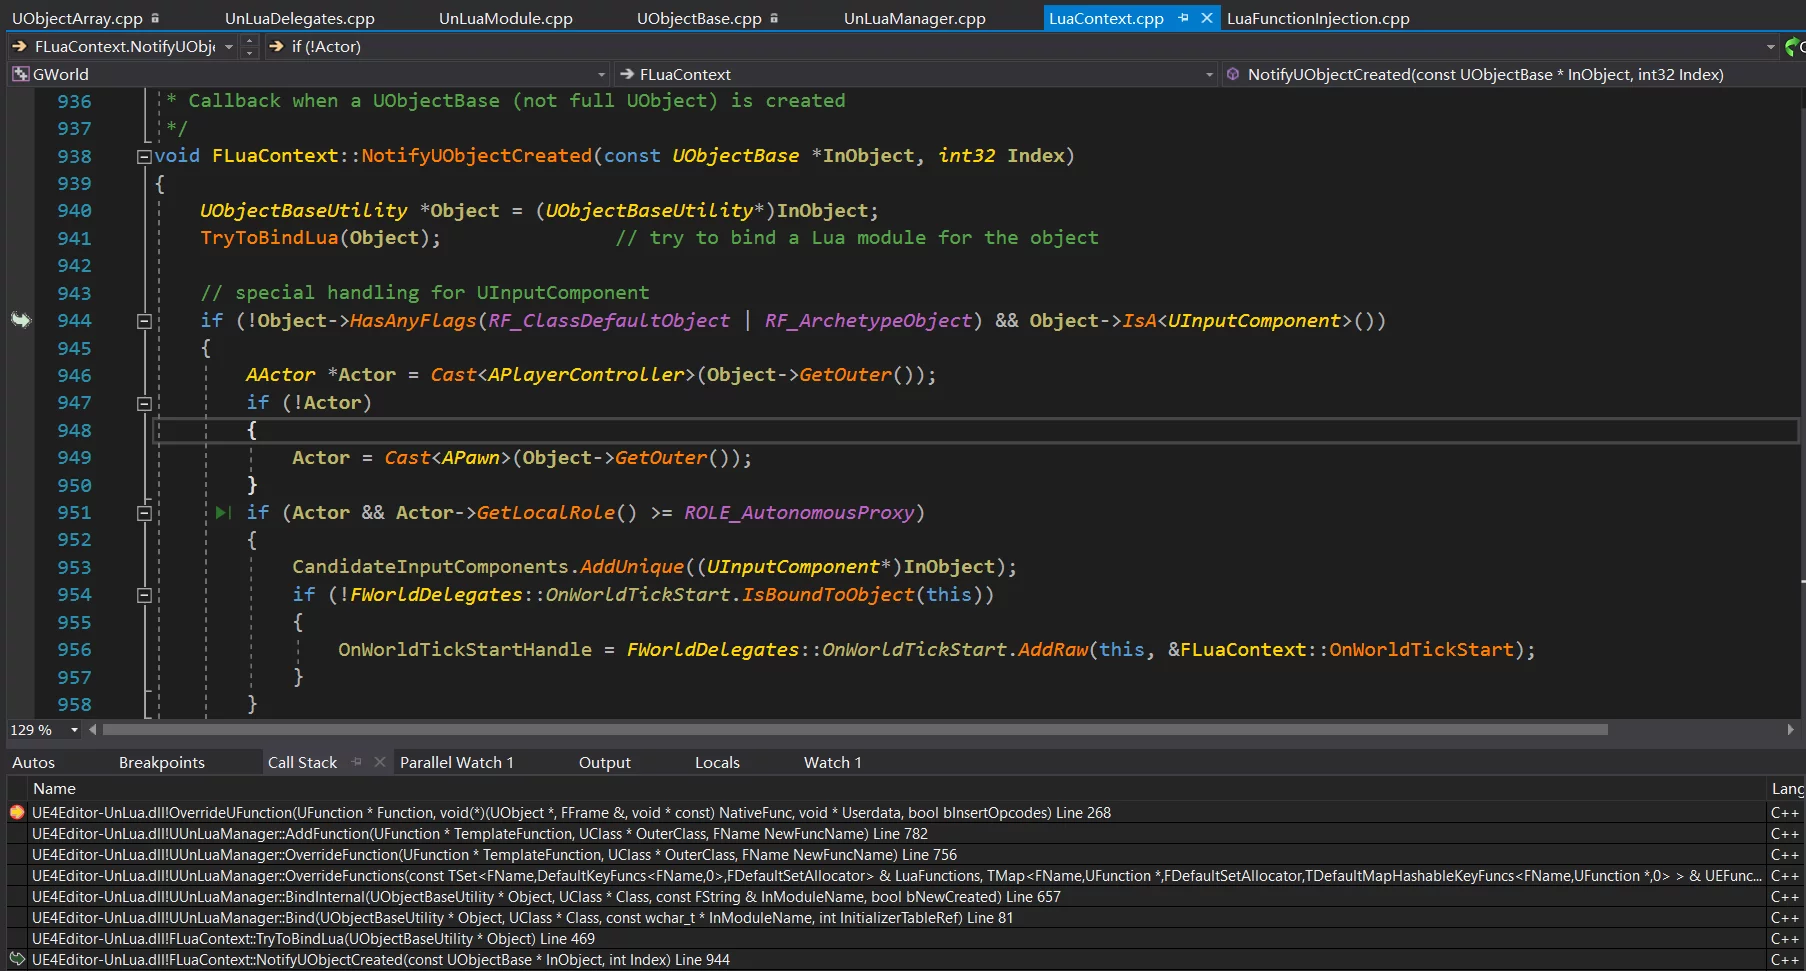 UObjectArray.cpp UnLuaDelegates.cpp UnLuaModule.cpp UObjectBase.cpp UnLuaManager.cpp LuaContext.cpp LuaFunctionInjection.cpp
FLuaContext.NotifyUObje if (!Actor)
GWorld FLuaContext NotifyUObjectCreated(const UObjectBase * InObject, int32 Index)
936 * Callback when a UObjectBase (not full UObject) is created
937 */
938 void FLuaContext::NotifyUObjectCreated(const UObjectBase *InObject, int32 Index)
939 {
940 UObjectBaseUtility *Object = (UObjectBaseUtility*)InObject;
941 TryToBindLua(Object); // try to bind a Lua module for the object
942
943 // special handling for UInputComponent
944 if (!Object->HasAnyFlags(RF_ClassDefaultObject | RF_ArchetypeObject) && Object->IsA<UInputComponent>())
945 {
946 AActor *Actor = Cast<APlayerController>(Object->GetOuter());
947 if (!Actor)
948 {
949 Actor = Cast<APawn>(Object->GetOuter());
950 }
951 if (Actor && Actor->GetLocalRole() >= ROLE_AutonomousProxy)
952 {
953 CandidateInputComponents.AddUnique((UInputComponent*)InObject);
954 if (!FWorldDelegates::OnWorldTickStart.IsBoundToObject(this))
955 {
956 OnWorldTickStartHandle = FWorldDelegates::OnWorldTickStart.AddRaw(this, &FLuaContext::OnWorldTickStart);
957 }
958 }
129 %
Autos Breakpoints Call Stack Parallel Watch 1 Output Locals Watch 1
Name Lang
UE4Editor-UnLua.dll!OverrideUFunction(UFunction * Function, void(*)(UObject *, FFrame &, void * const) NativeFunc, void * Userdata, bool bInsertOpcodes) Line 268 C++
UE4Editor-UnLua.dll!UUnLuaManager::AddFunction(UFunction * TemplateFunction, UClass * OuterClass, FName NewFuncName) Line 782 C++
UE4Editor-UnLua.dll!UUnLuaManager::OverrideFunction(UFunction * TemplateFunction, UClass * OuterClass, FName NewFuncName) Line 756 C++
UE4Editor-UnLua.dll!UUnLuaManager::OverrideFunctions(const TSet<FName,DefaultKeyFuncs<FName,0>,FDefaultSetAllocator> & LuaFunctions, TMap<FName,UFunction *,FDefaultSetAllocator,TDefaultMapHashableKeyFuncs<FName,UFunction *,0> > & UEFunc... C++
UE4Editor-UnLua.dll!UUnLuaManager::BindInternal(UObjectBaseUtility * Object, UClass * Class, const FString & InModuleName, bool bNewCreated) Line 657 C++
UE4Editor-UnLua.dll!UUnLuaManager::Bind(UObjectBaseUtility * Object, UClass * Class, const wchar_t * InModuleName, int InitializerTableRef) Line 81 C++
UE4Editor-UnLua.dll!FLuaContext::TryToBindLua(UObjectBaseUtility * Object) Line 469 C++
UE4Editor-UnLua.dll!FLuaContext::NotifyUObjectCreated(const UObjectBase * InObject, int Index) Line 944 C++